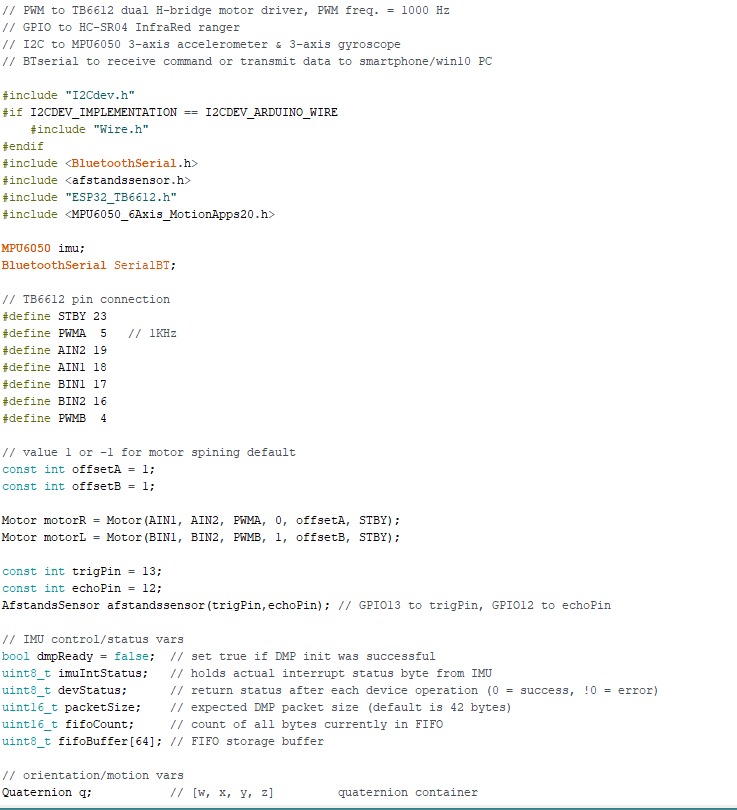 // PWM to TB6612 dual H-bridge motor driver, PWM freq. = 1000 Hz
// GPIO to HC-SR04 InfraRed ranger
// I2C to MPU6050 3-axis accelerometer & 3-axis gyroscope
// BTserial to receive command or transmit data to smartphone/win10 PC
#include "I2Cdev.h"
#if I2CDEV_IMPLEMENTATION == I2CDEV_ARDUINO_WIRE
#include "Wire.h"
#endif
#include <BluetoothSerial.h>
#include <afstandssensor.h>
#include "ESP32_TB6612.h"
#include <MPU6050_6Axis_MotionApps20.h>
MPU6050 imu;
BluetoothSerial SerialBT;
// TB6612 pin connection
#define STBY 23
#define PWMA 5 // 1KHz
#define AIN2 19
#define AIN1 18
#define BIN1 17
#define BIN2 16
#define PWMB 4
// value 1 or -1 for motor spining default
const int offsetA = 1;
const int offsetB = 1;
Motor motorR = Motor(AIN1, AIN2, PWMA, 0, offsetA, STBY);
Motor motorL = Motor(BIN1, BIN2, PWMB, 1, offsetB, STBY);
const int trigPin = 13;
const int echoPin = 12;
AfstandsSensor afstandssensor(trigPin,echoPin); // GPIO13 to trigPin, GPIO12 to echoPin
// IMU control/status vars
bool dmpReady = false; // set true if DMP init was successful
uint8_t imuIntStatus; // holds actual interrupt status byte from IMU
uint8_t devStatus; // return status after each device operation (0 = success, !0 = error)
uint16_t packetSize; // expected DMP packet size (default is 42 bytes)
uint16_t fifoCount; // count of all bytes currently in FIFO
uint8_t fifoBuffer[64]; // FIFO storage buffer
// orientation/motion vars
Quaternion q; // [w, x, y, z] quaternion container